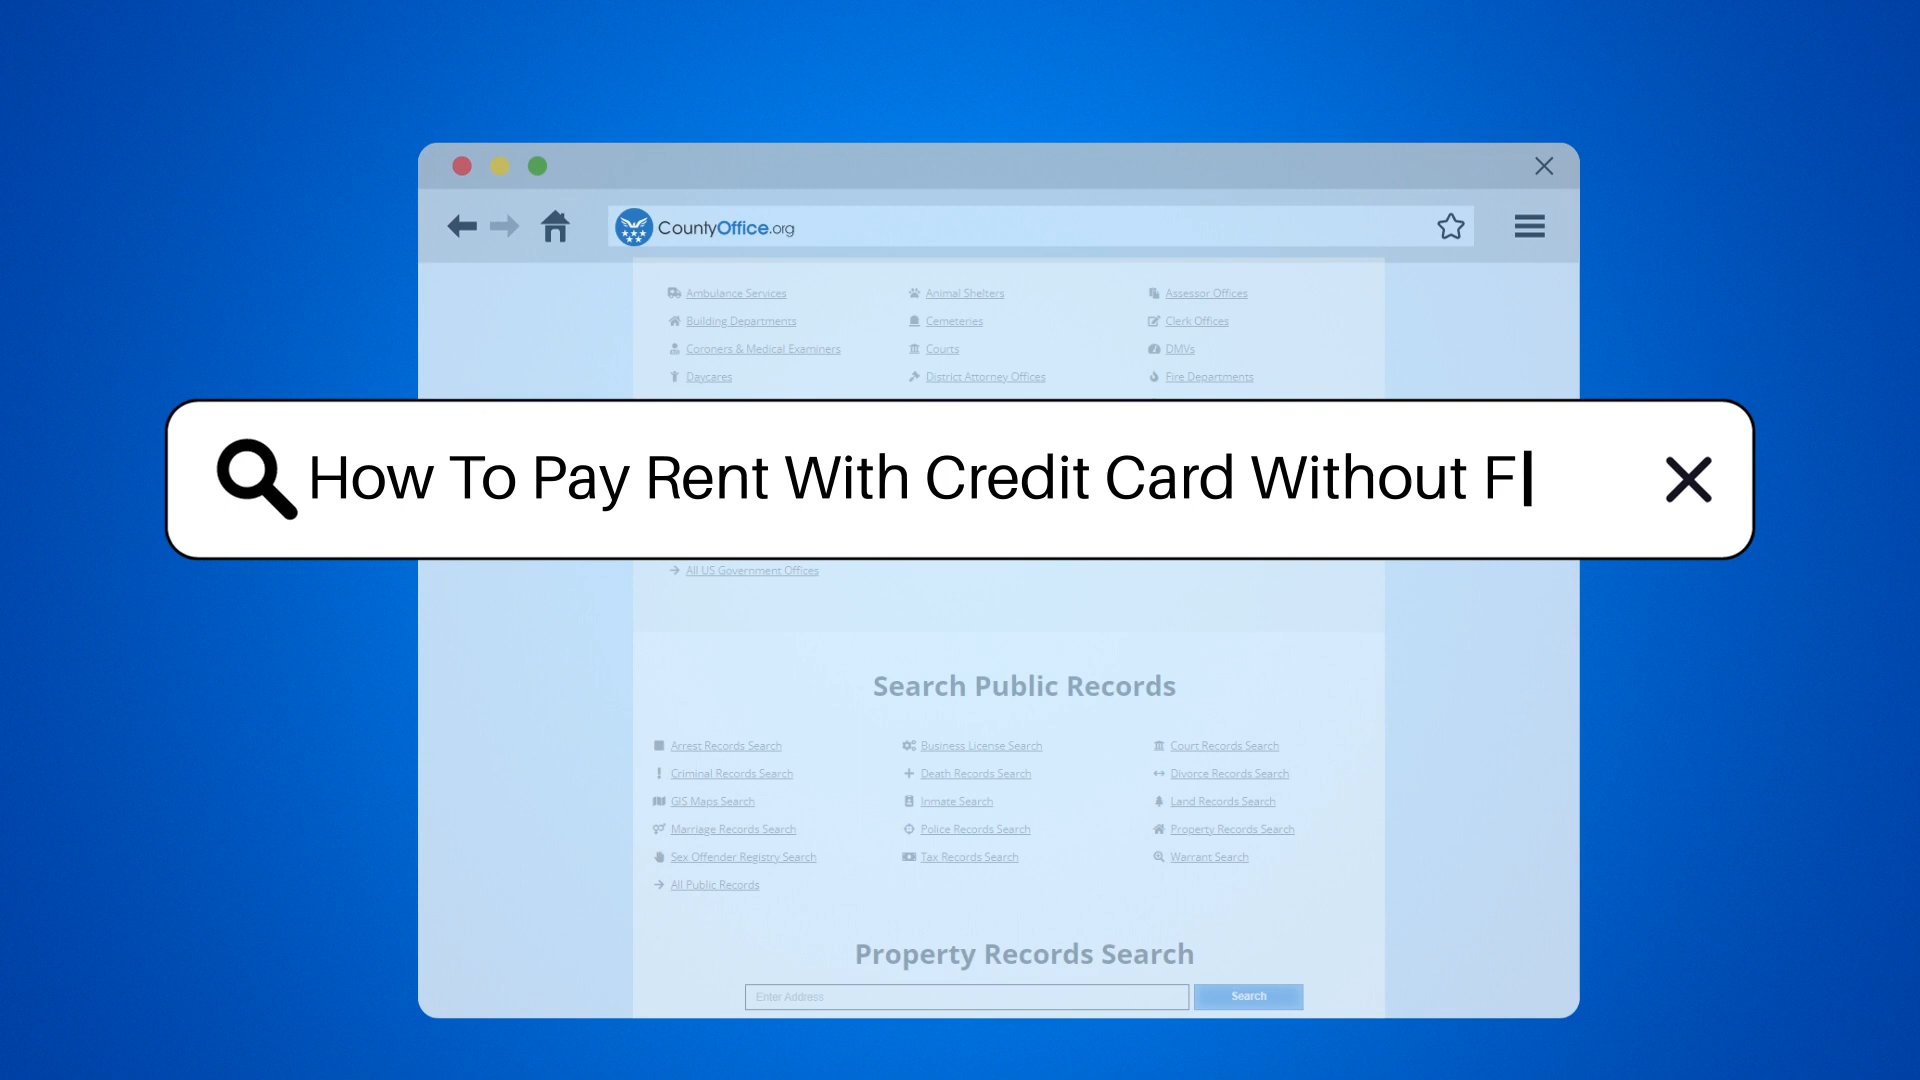 CountyOffice.org
Ambulance Services Animal Shelters Assessor Offices
Building Departments Cemeteries Clerk Offices
Coroners & Medical Examiners Courts DMVs
Daycares District Attorney Offices Fire Departments
How To Pay Rent With Credit Card Without F
All US Government Offices
Search Public Records
Arrest Records Search Business License Search Court Records Search
Criminal Records Search Death Records Search Divorce Records Search
GIS Maps Search Inmate Search Land Records Search
Marriage Records Search Police Records Search Property Records Search
Sex Offender Registry Search Tax Records Search Warrant Search
All Public Records
Property Records Search
Enter Address Search